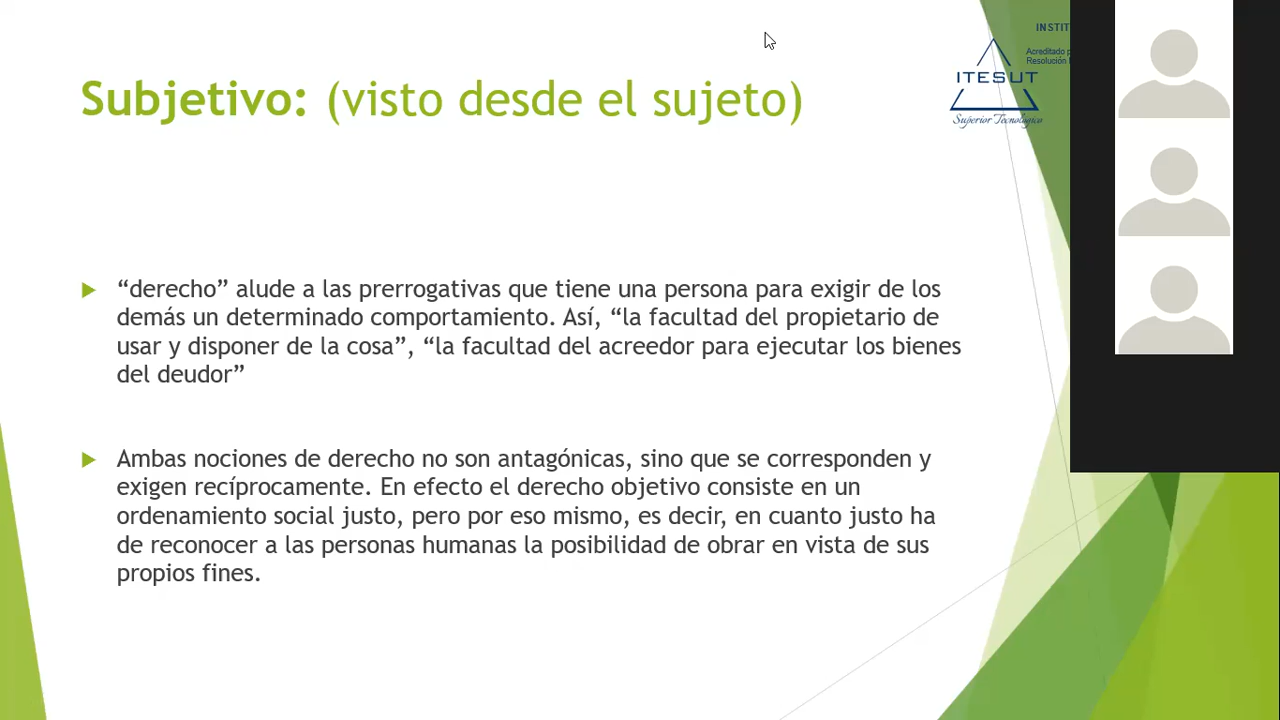 Subjetivo: (visto desde el sujeto)
INSTIT
Acreditado p
Resolución
ITESUT
Superior Tecnológico
“derecho” alude a las prerrogativas que tiene una persona para exigir de los
demás un determinado comportamiento. Así, “la facultad del propietario de
usar y disponer de la cosa”, “la facultad del acreedor para ejecutar los bienes
del deudor”
Ambas nociones de derecho no son antagónicas, sino que se corresponden y
exigen recíprocamente. En efecto el derecho objetivo consiste en un
ordenamiento social justo, pero por eso mismo, es decir, en cuanto justo ha
de reconocer a las personas humanas la posibilidad de obrar en vista de sus
propios fines.